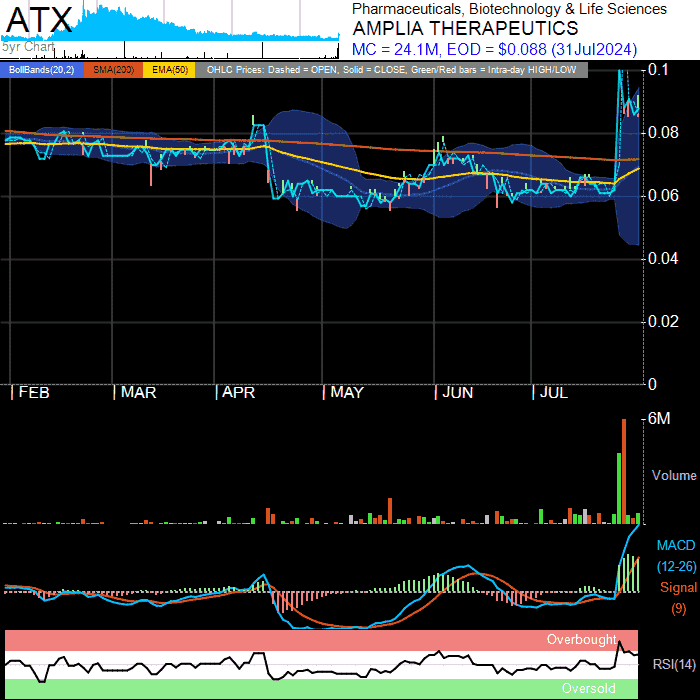 ATX
5yr Chart
Pharmaceuticals, Biotechnology & Life Sciences
AMPLIA THERAPEUTICS
MC = 24.1M, EOD = $0.088 (31Jul2024)
BollBands(20,2) SMA(200) EMA(50) OHLC Prices: Dashed = OPEN, Solid = CLOSE, Green/Red bars = Intra-day HIGH/LOW
0.1
0.08
0.06
0.04
0.02
0
FEB MAR APR MAY JUN JUL
6M
Volume
MACD
(12-26)
Signal
(9)
Overbought
RSI(14)
Oversold